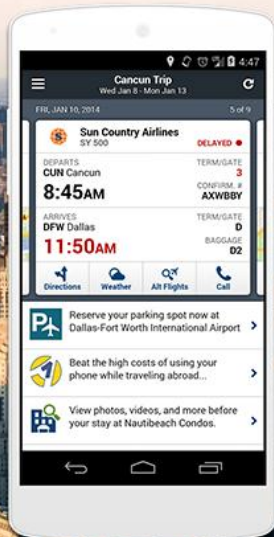 4:47
Cancun Trip
Wed Jan 8 - Mon Jan 13
FRI, JAN 10, 2014 5 of 9
Sun Country Airlines
SY 500 DELAYED
DEPARTS TERM/GATE
CUN Cancun 3
8:45AM CONFIRM. #
AXWBBY
ARRIVES TERM/GATE
DFW Dallas D
11:50AM BAGGAGE
D2
Directions Weather Alt Flights Call
P
Reserve your parking spot now at
Dallas-Fort Worth International Airport
Beat the high costs of using your
phone while traveling abroad...
View photos, videos, and more before
your stay at Nautibeach Condos.